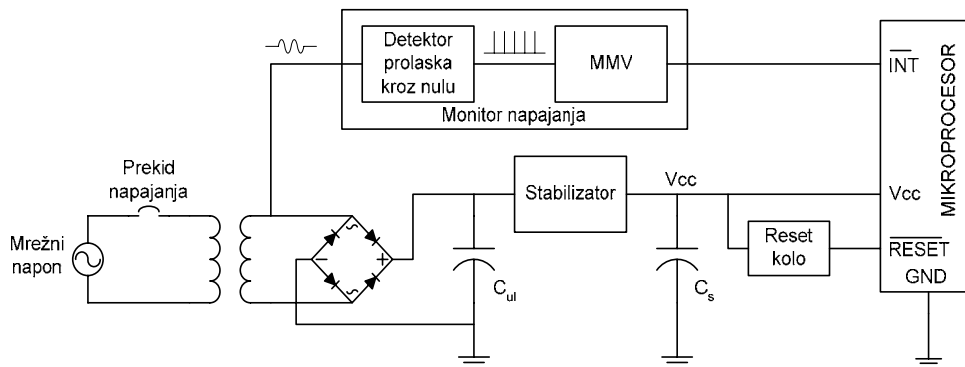 Detektor
prolaska
kroz nulu
MMV
Monitor napajanja
INT
MIKROPROCESOR
Prekid
napajanja
Mrežni
napon
Stabilizator
Vcc
Vcc
Reset
kolo
RESET
GND
Cul
Cs